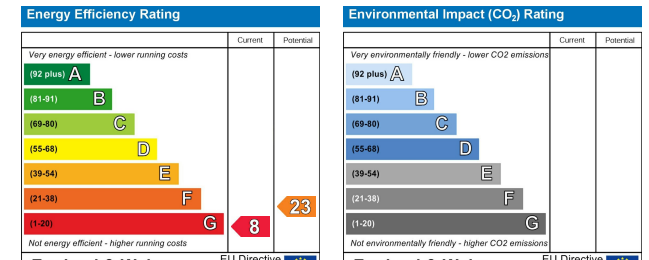 Energy Efficiency Rating
Current Potential
Very energy efficient - lower running costs
(92 plus) A
(81-91) B
(69-80) C
(55-68) D
(39-54) E
(21-38) F
23
(1-20) G
8
Not energy efficient - higher running costs
EU Directive
Environmental Impact (CO₂) Rating
Current Potential
Very environmentally friendly - lower CO2 emissions
(92 plus) A
(81-91) B
(69-80) C
(55-68) D
(39-54) E
(21-38) F
(1-20) G
Not environmentally friendly - higher CO2 emissions
EU Directive